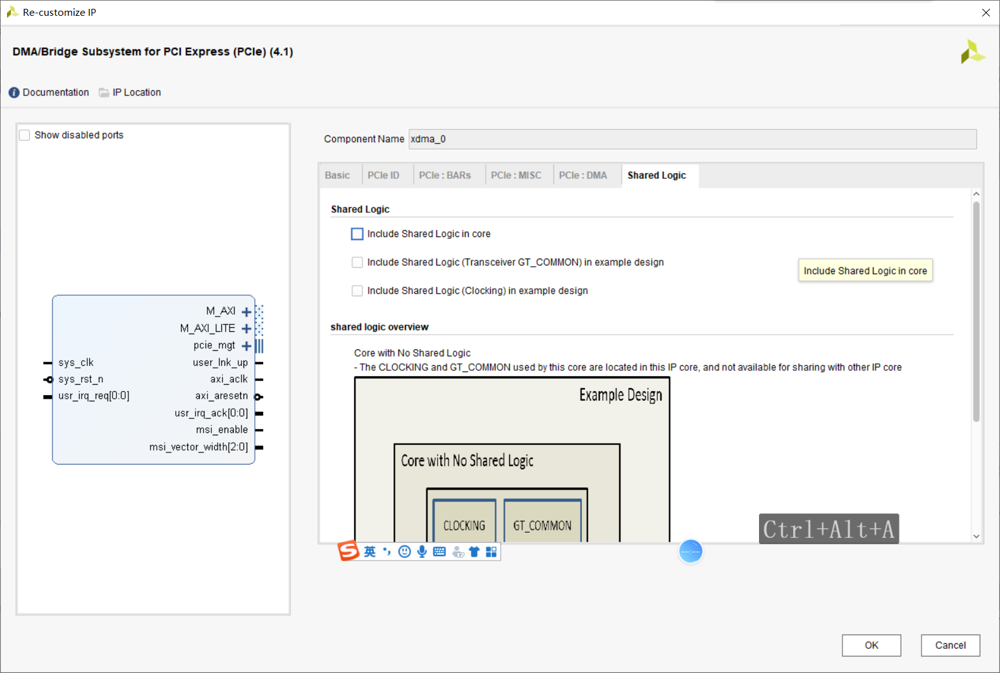 Re-customize IP
DMA/Bridge Subsystem for PCI Express (PCIe) (4.1)
Documentation
IP Location
Show disabled ports
M_AXI
M_AXI_LITE
pcie_mgt
sys_clk
user_lnk_up
sys_rst_n
axi_aclk
usr_irq_req[0:0]
axi_aresetn
usr_irq_ack[0:0]
msi_enable
msi_vector_width[2:0]
Component Name
xdma_0
Basic
PCIe ID
PCIe : BARs
PCIe : MISC
PCIe : DMA
Shared Logic
Shared Logic
Include Shared Logic in core
Include Shared Logic (Transceiver GT_COMMON) in example design
Include Shared Logic in core
Include Shared Logic (Clocking) in example design
shared logic overview
Core with No Shared Logic
- The CLOCKING and GT_COMMON used by this core are located in this IP core, and not available for sharing with other IP core
Example Design
Core with No Shared Logic
CLOCKING
GT_COMMON
Ctrl+Alt+A
英
OK
Cancel